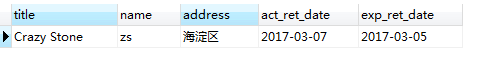 title name address act_ret_date exp_ret_date
Crazy Stone zs 海淀区 2017-03-07 2017-03-05